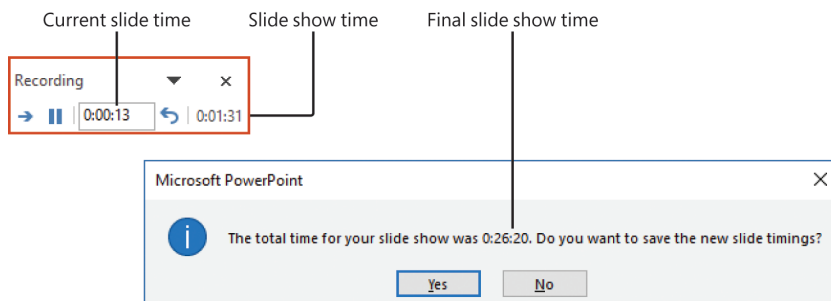 Current slide time Slide show time Final slide show time
Recording
0:00:13 0:01:31
Microsoft PowerPoint
The total time for your slide show was 0:26:20. Do you want to save the new slide timings?
Yes No